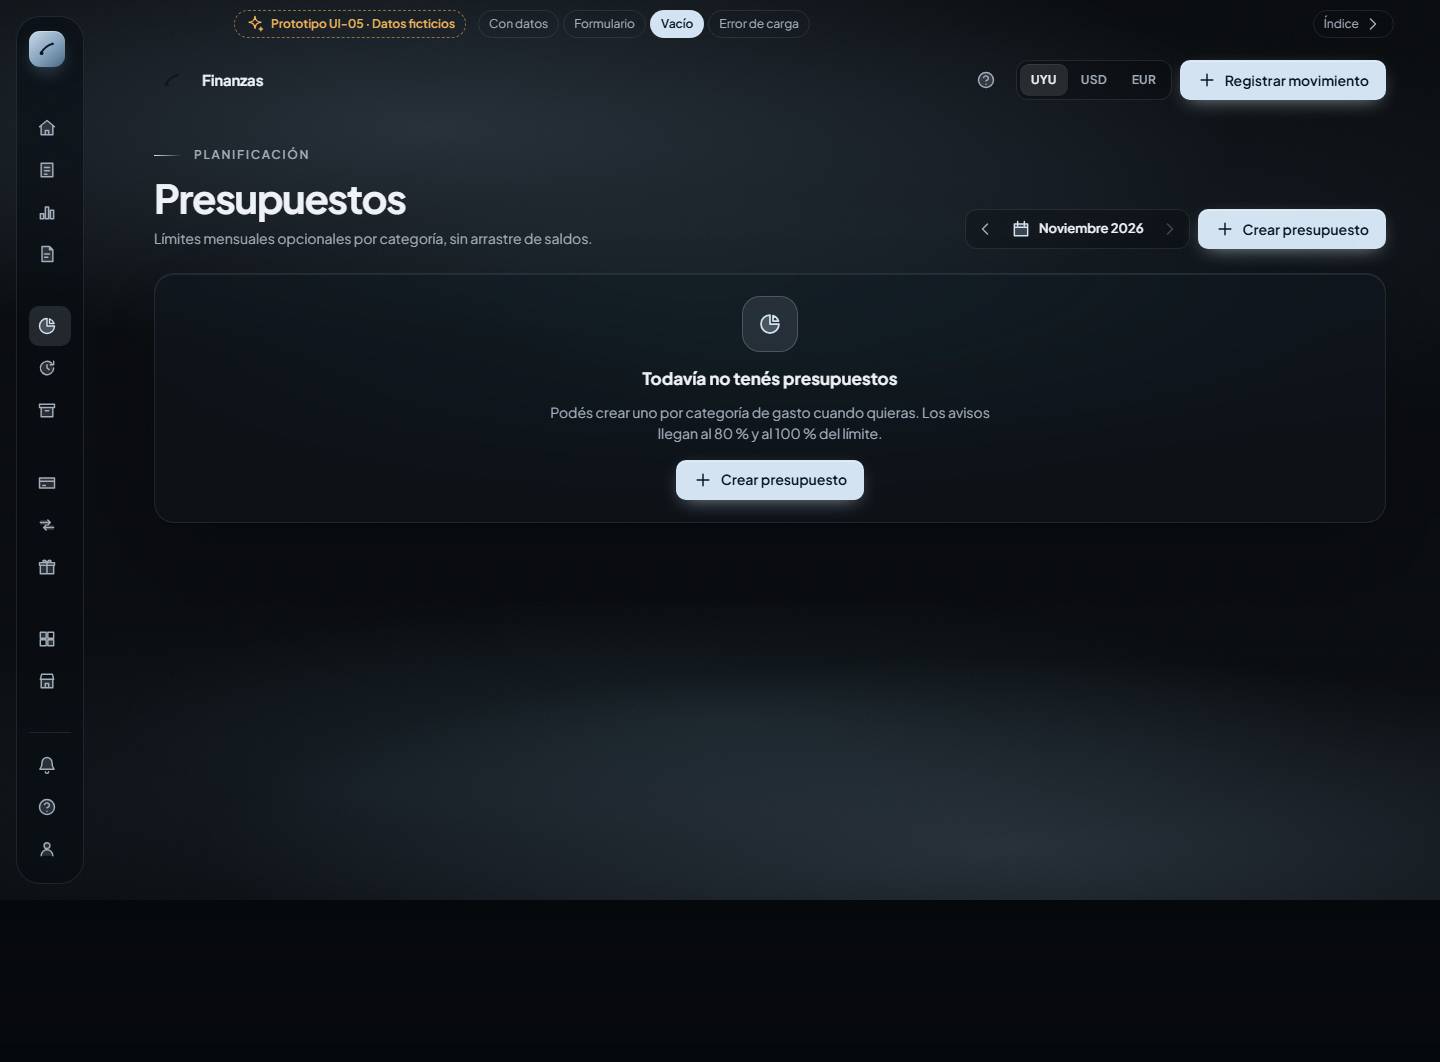 Prototipo UI-05 · Datos ficticios
Con datos
Formulario
Vacío
Error de carga
Índice
Finanzas
UYU
USD
EUR
Registrar movimiento
PLANIFICACIÓN
Presupuestos
Límites mensuales opcionales por categoría, sin arrastre de saldos.
Noviembre 2026
Crear presupuesto
Todavía no tenés presupuestos
Podés crear uno por categoría de gasto cuando quieras. Los avisos
llegan al 80 % y al 100 % del límite.
Crear presupuesto